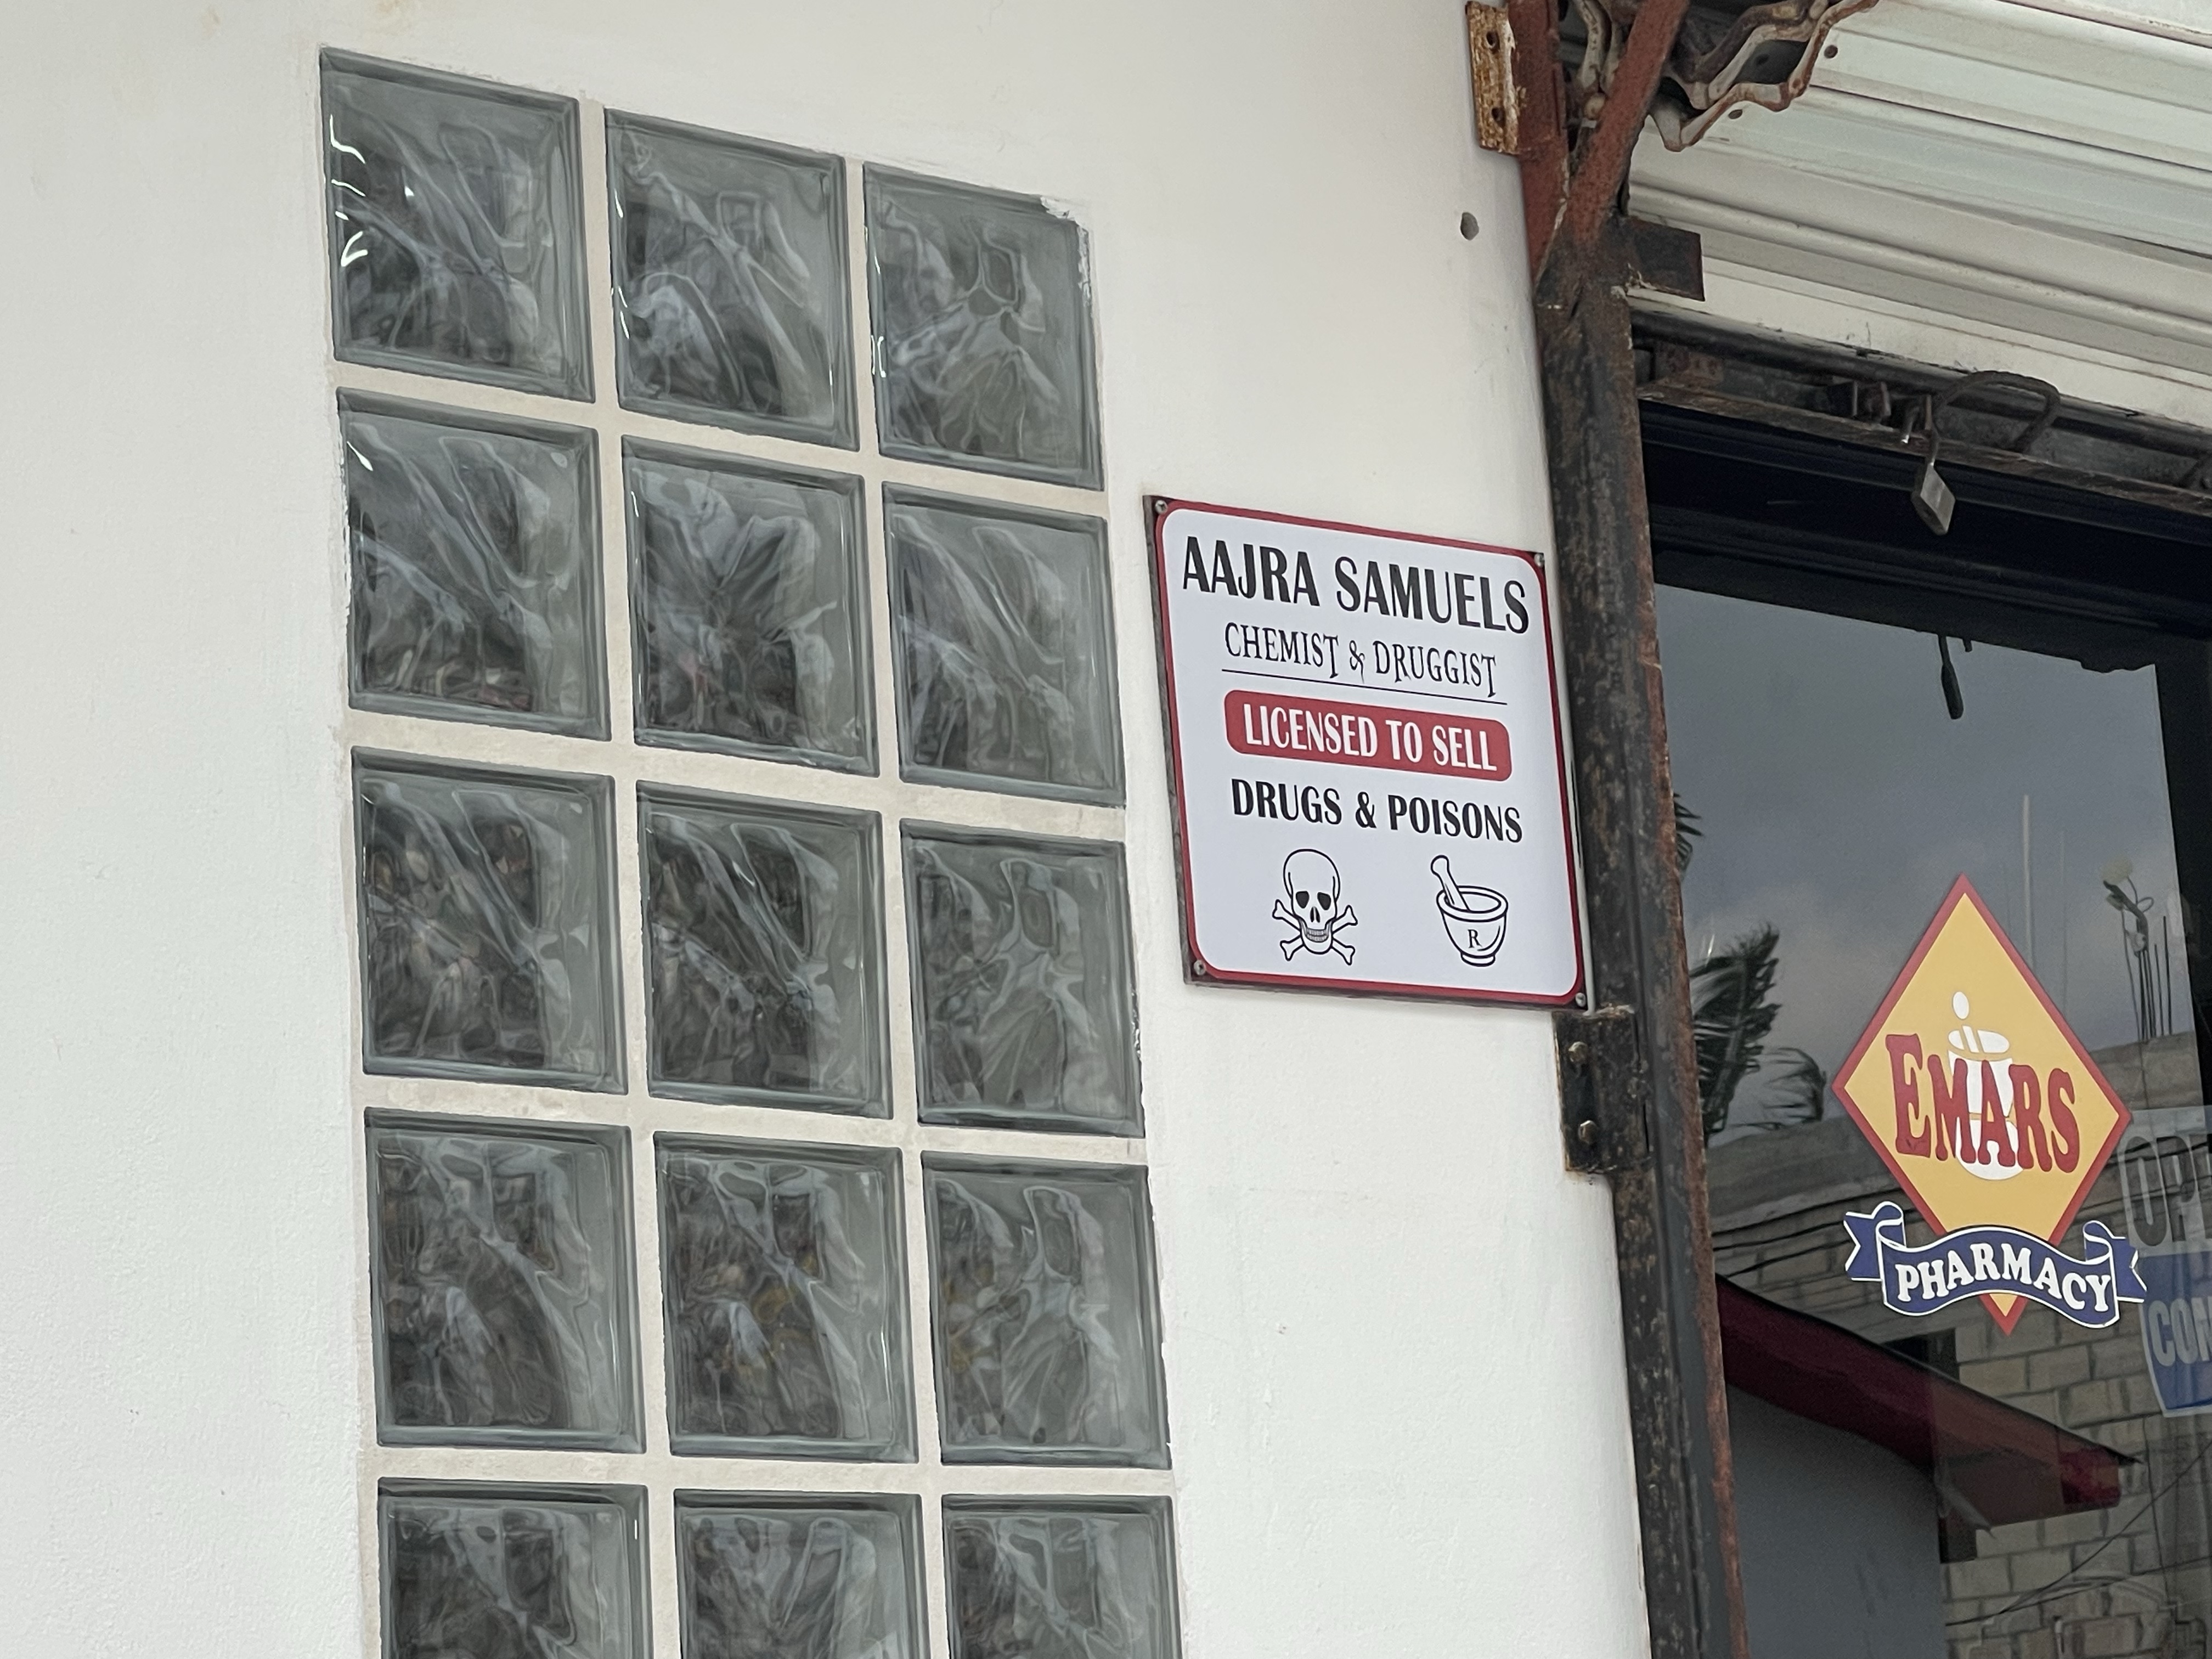 AAJRA SAMUELS
CHEMIST & DRUGGIST
LICENSED TO SELL
DRUGS & POISONS
R
EMARS
PHARMACY